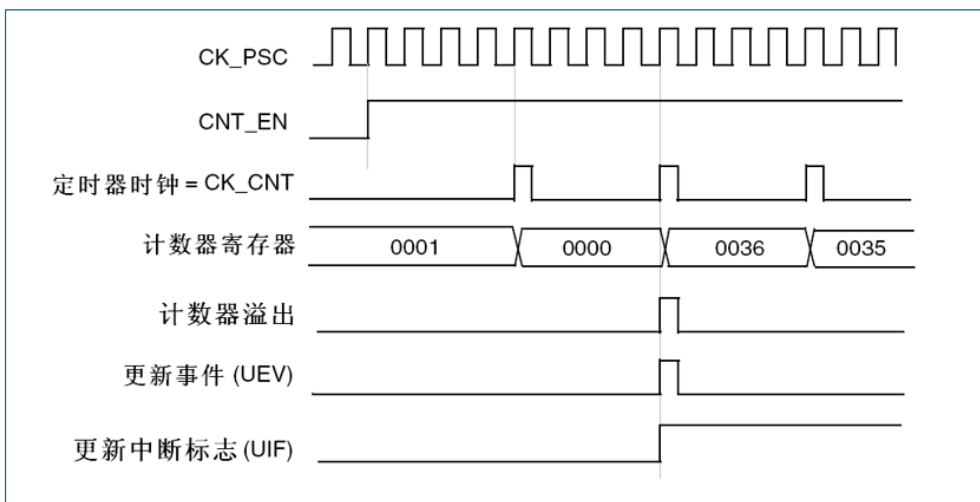 CK_PSC
CNT_EN
定时器时钟 = CK_CNT
计数器寄存器 0001 0000 0036 0035
计数器溢出
更新事件 (UEV)
更新中断标志 (UIF)